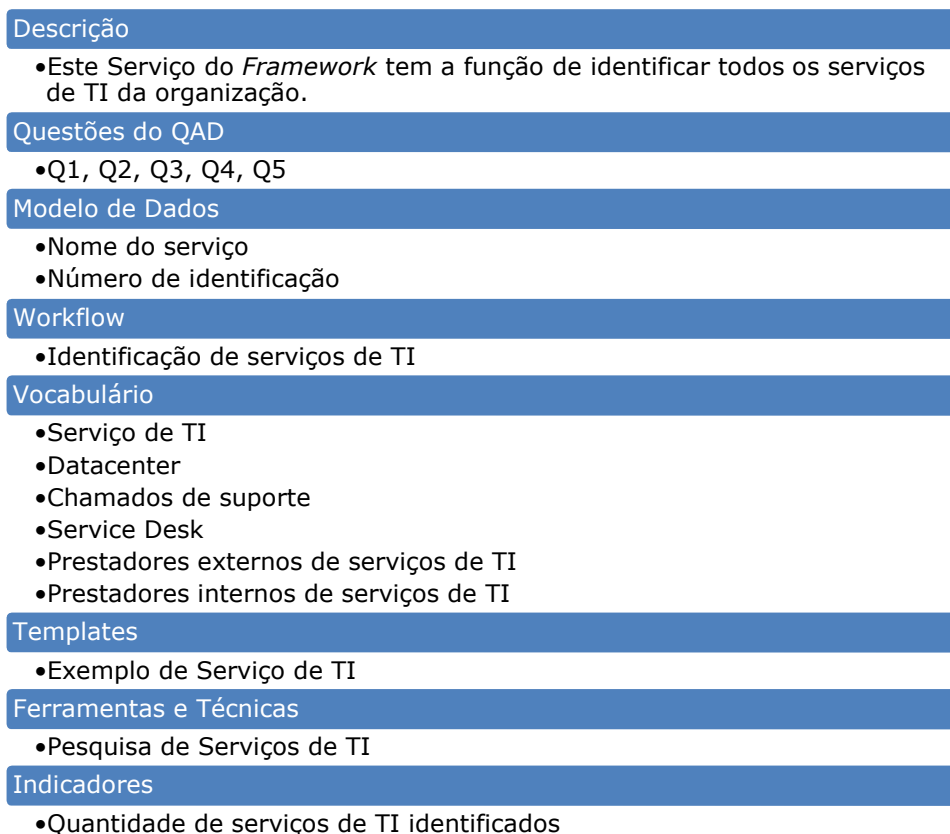 Descrição
•Este Serviço do Framework tem a função de identificar todos os serviços
de TI da organização.
Questões do QAD
•Q1, Q2, Q3, Q4, Q5
Modelo de Dados
•Nome do serviço
•Número de identificação
Workflow
•Identificação de serviços de TI
Vocabulário
•Serviço de TI
•Datacenter
•Chamados de suporte
•Service Desk
•Prestadores externos de serviços de TI
•Prestadores internos de serviços de TI
Templates
•Exemplo de Serviço de TI
Ferramentas e Técnicas
•Pesquisa de Serviços de TI
Indicadores
•Quantidade de serviços de TI identificados